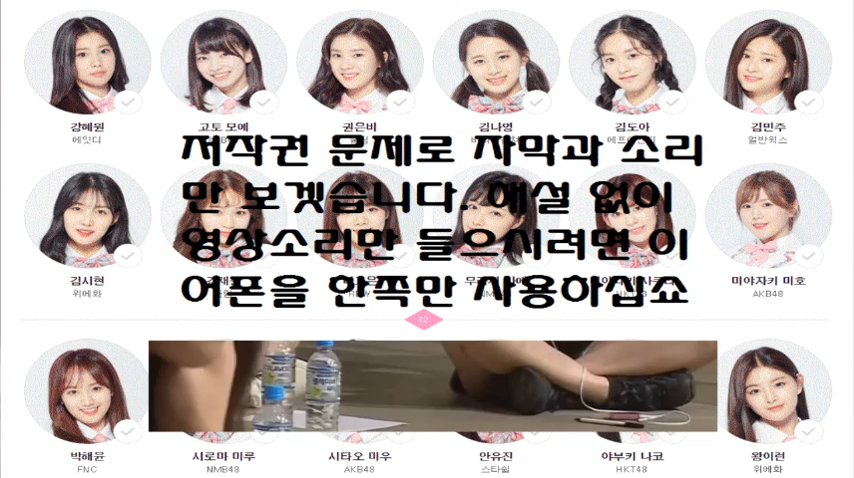 강혜원 고토 모에 권은비 김나영 김도아 김민주
에잇디 얼반웍스
저작권 문제로 자막과 소리
만 보겠습니다. 해설 없이
영상소리만 들으시려면 이
어폰을 한쪽만 사용하십쇼
김시현 미야자키 미호
위에화 AKB48
12
박해윤 시로마 미루 시타오 미우 안유진 야부키 나코 왕이런
FNC NMB48 AKB48 스타쉽 HKT48 위에화